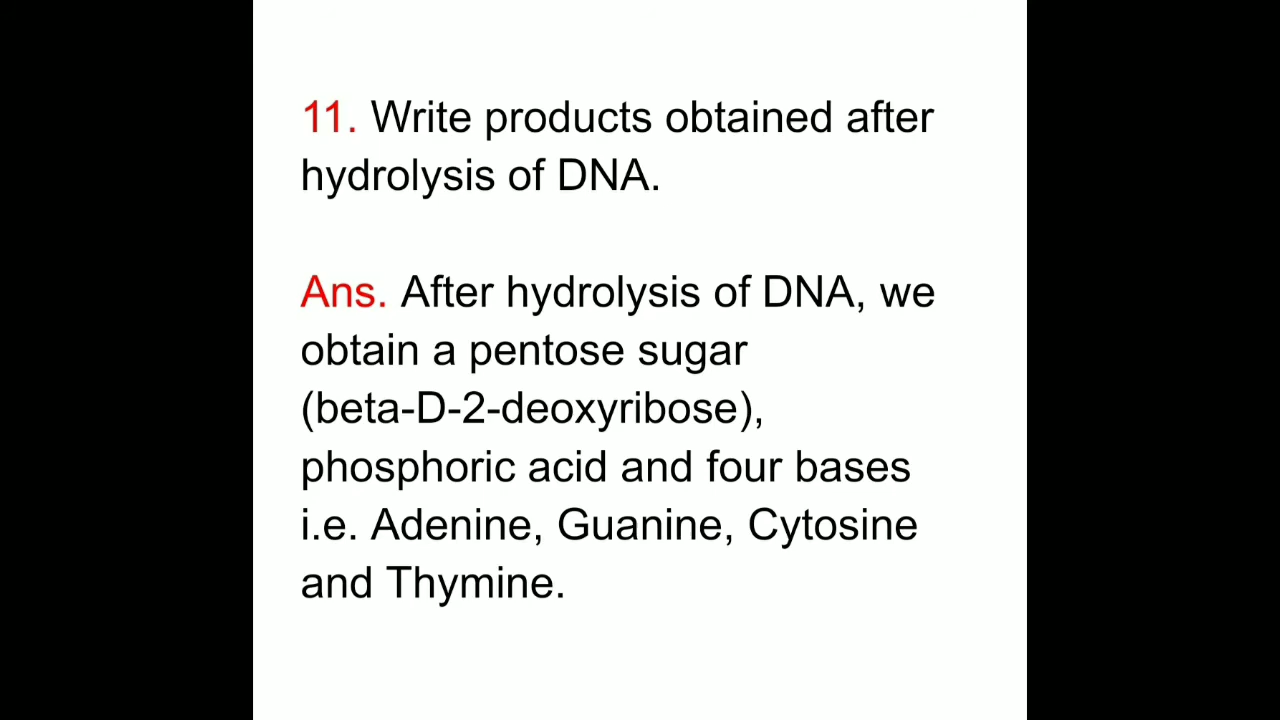 11. Write products obtained after
hydrolysis of DNA.
Ans. After hydrolysis of DNA, we
obtain a pentose sugar
(beta-D-2-deoxyribose),
phosphoric acid and four bases
i.e. Adenine, Guanine, Cytosine
and Thymine.